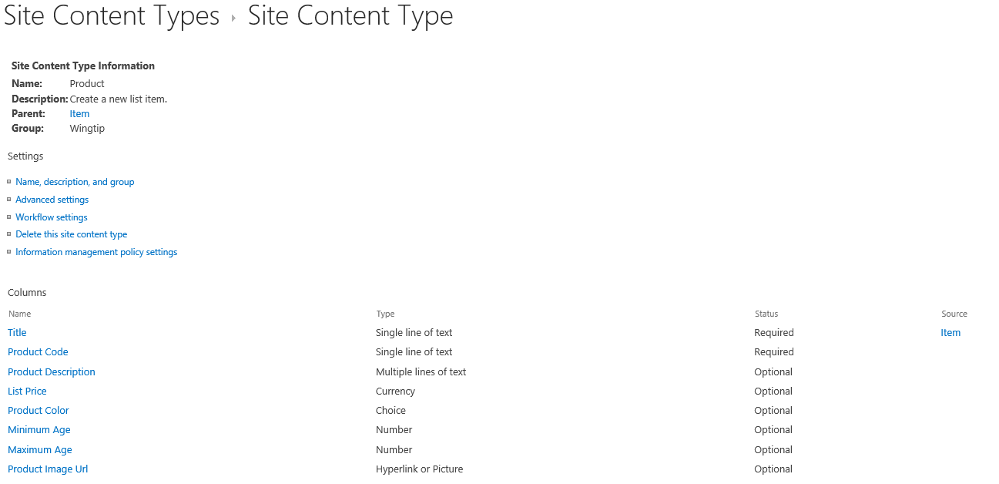 Site Content Types ▸ Site Content Type
Site Content Type Information
Name: Product
Description: Create a new list item.
Parent: Item
Group: Wingtip
Settings
Name, description, and group
Advanced settings
Workflow settings
Delete this site content type
Information management policy settings
Columns
Name Type Status Source
Title Single line of text Required Item
Product Code Single line of text Required
Product Description Multiple lines of text Optional
List Price Currency Optional
Product Color Choice Optional
Minimum Age Number Optional
Maximum Age Number Optional
Product Image Url Hyperlink or Picture Optional